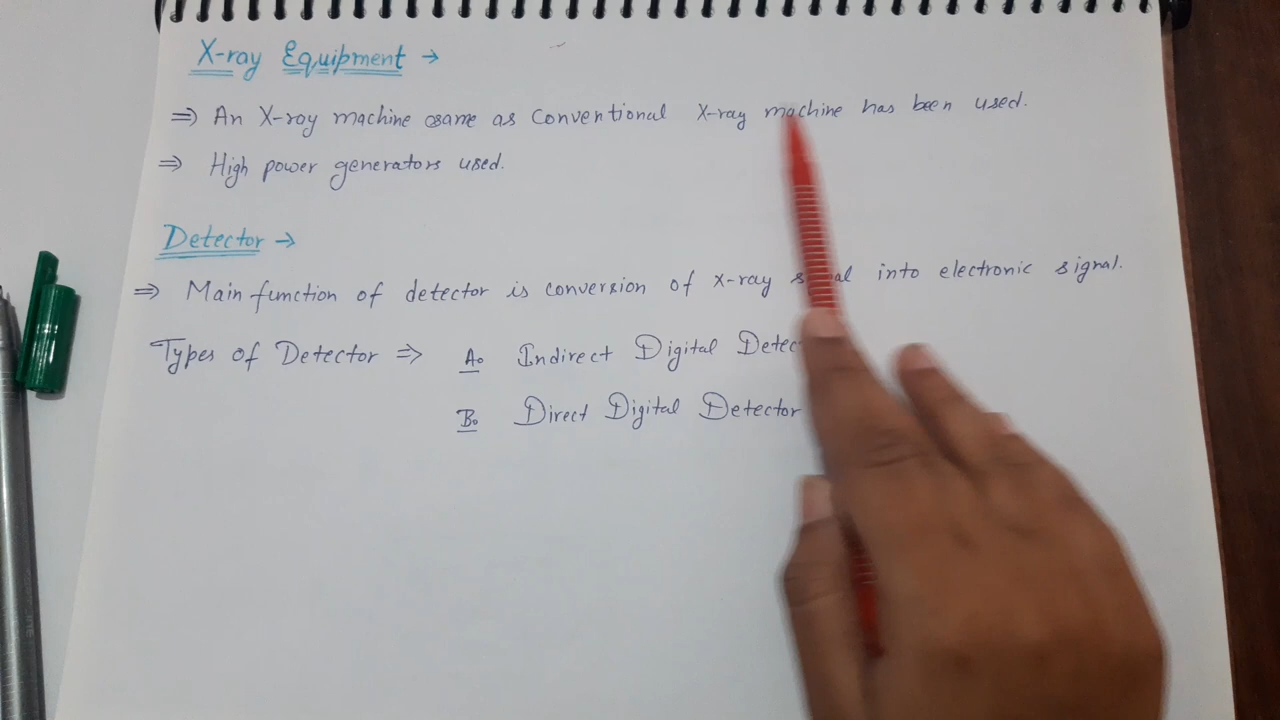 X-ray Equipment →
⇒ An X-ray machine same as Conventional X-ray machine has been used.
⇒ High power generators used.
Detector →
⇒ Main function of detector is conversion of X-ray into electronic signal.
Types of Detector ⇒ A. Indirect Digital Detec
B. Direct Digital Detector